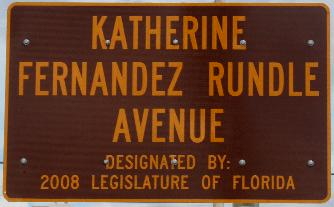 KATHERINE
FERNANDEZ RUNDLE
AVENUE
DESIGNATED BY:
2008 LEGISLATURE OF FLORIDA